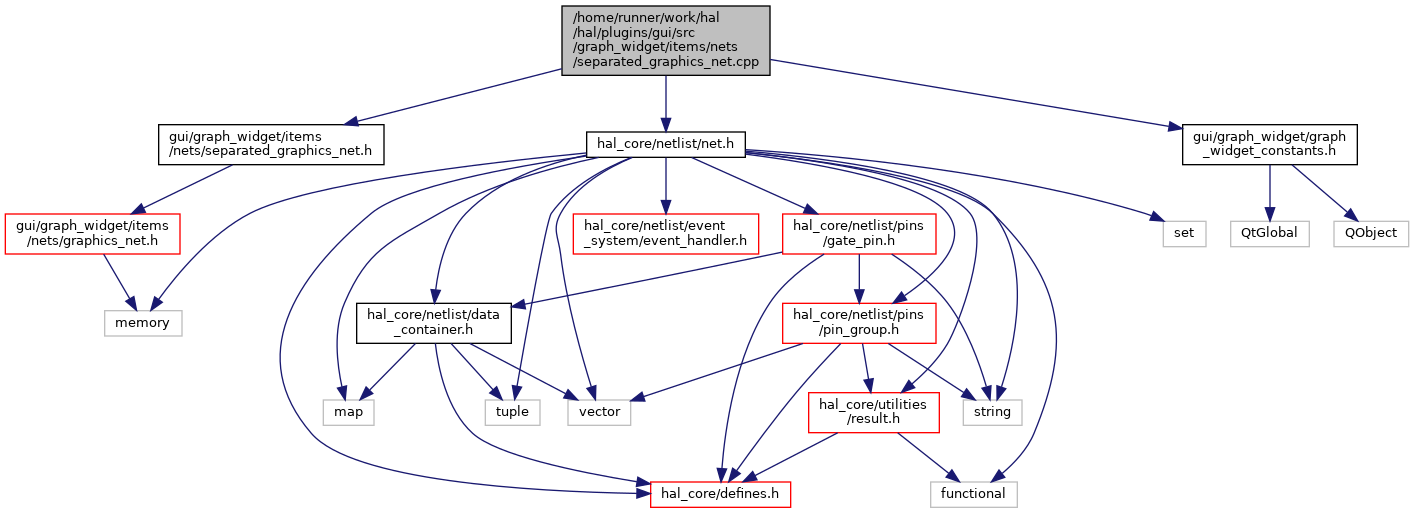 /home/runner/work/hal
/hal/plugins/gui/src
/graph_widget/items/nets
/separated_graphics_net.cpp
gui/graph_widget/items
/nets/separated_graphics_net.h
hal_core/netlist/net.h
gui/graph_widget/graph
_widget_constants.h
gui/graph_widget/items
/nets/graphics_net.h
hal_core/netlist/event
_system/event_handler.h
hal_core/netlist/pins
/gate_pin.h
set
QtGlobal
QObject
memory
hal_core/netlist/data
_container.h
hal_core/netlist/pins
/pin_group.h
map
tuple
vector
hal_core/utilities
/result.h
string
hal_core/defines.h
functional